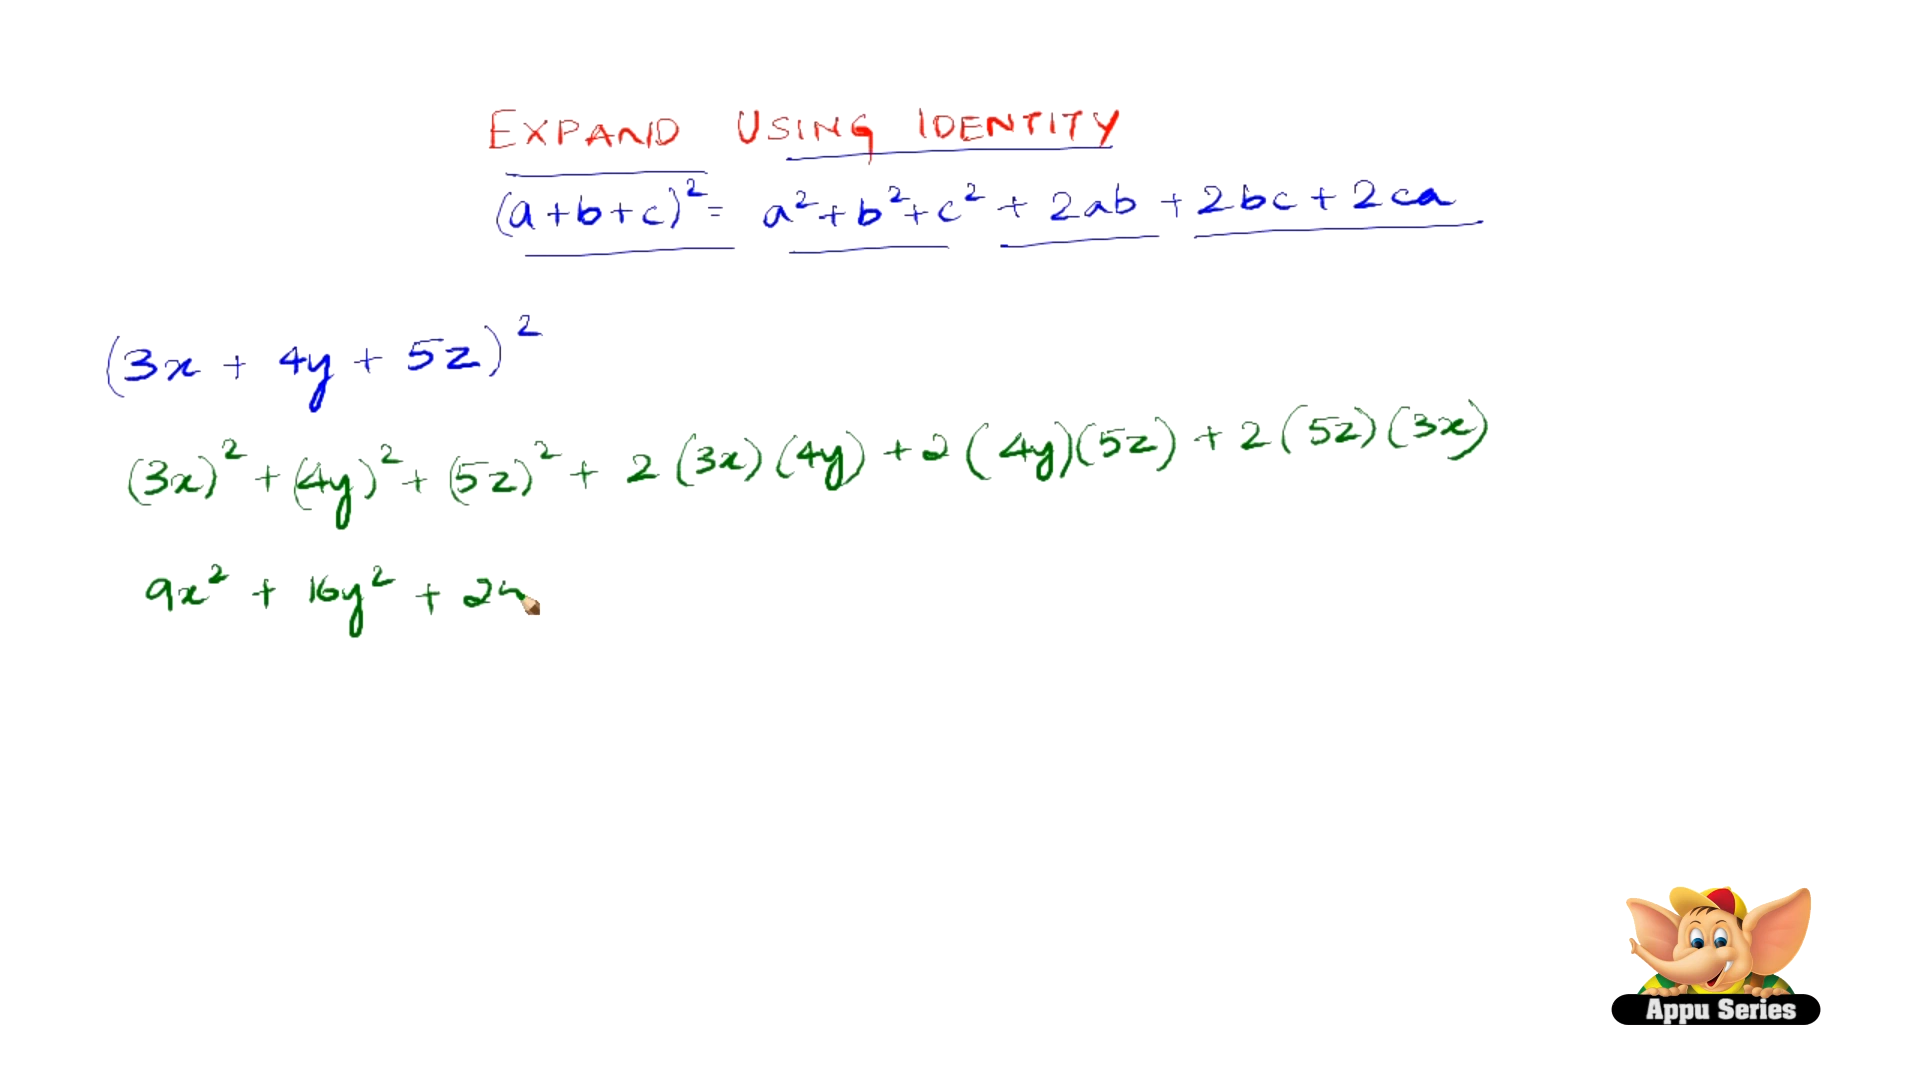 EXPAND USING IDENTITY
(a+b+c)² = a²+b²+c² + 2ab + 2bc + 2ca
(3x + 4y + 5z)²
(3x)² + (4y)² + (5z)² + 2(3x)(4y) + 2(4y)(5z) + 2(5z)(3x)
9x² + 16y² + 2
Appu Series